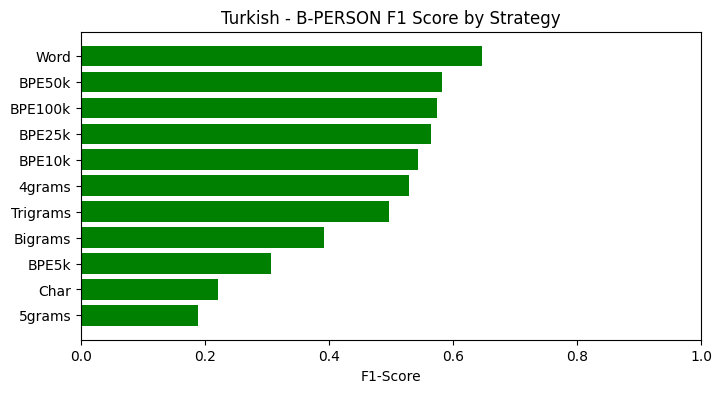 Turkish - B-PERSON F1 Score by Strategy
Word
BPE50k
BPE100k
BPE25k
BPE10k
4grams
Trigrams
Bigrams
BPE5k
Char
5grams
0.0 0.2 0.4 0.6 0.8 1.0
F1-Score